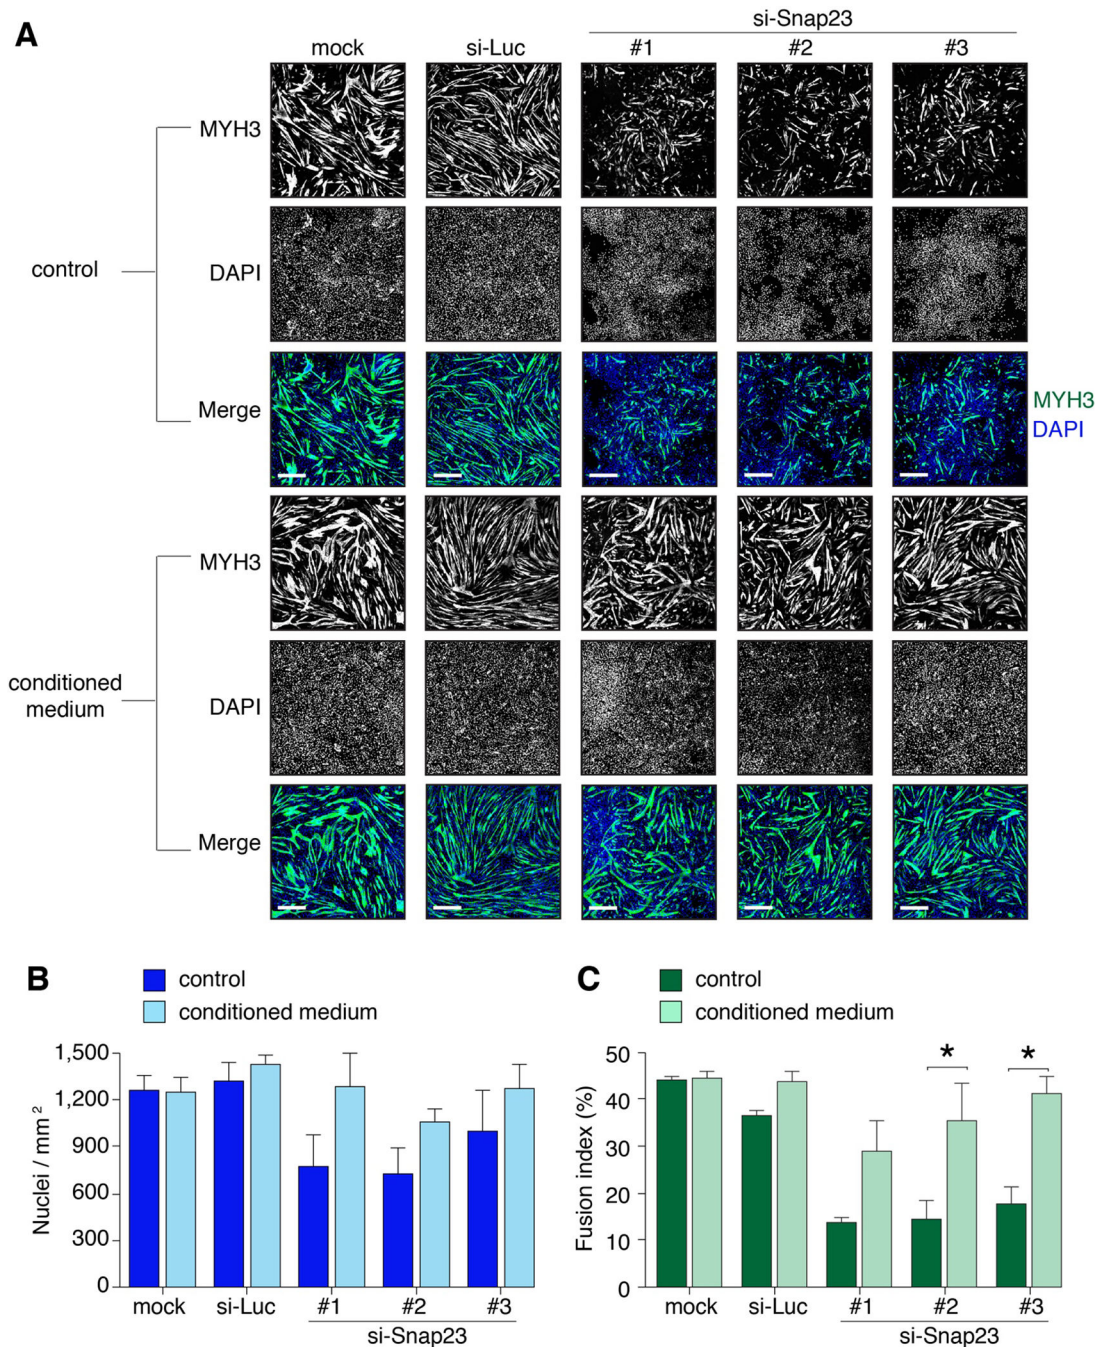 A
si-Snap23
mock
si-Luc
#1
#2
#3
MYH3
control
DAPI
Merge
MYH3
DAPI
MYH3
conditioned
medium
DAPI
Merge
B
control
conditioned medium
1,500
1,200
900
600
300
0
Nuclei / mm²
mock
si-Luc
#1
#2
#3
si-Snap23
C
control
conditioned medium
50
40
30
20
10
0
Fusion index (%)
*
*
mock
si-Luc
#1
#2
#3
si-Snap23